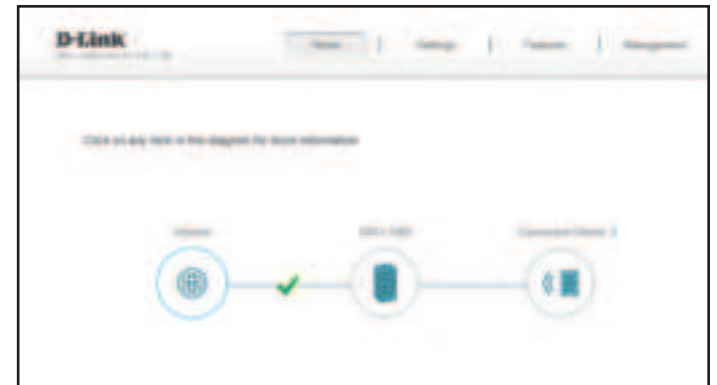 D-Link
Home | Settings | Features | Management
Click on any item in the diagram for more information
Internet
Connected Clients